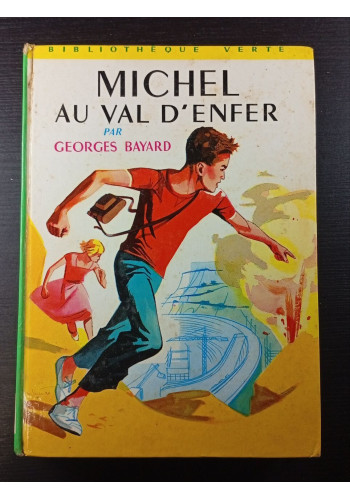 BIBLIOTHÈQUE VERTE
MICHEL
AU VAL D'ENFER
PAR
GEORGES BAYARD